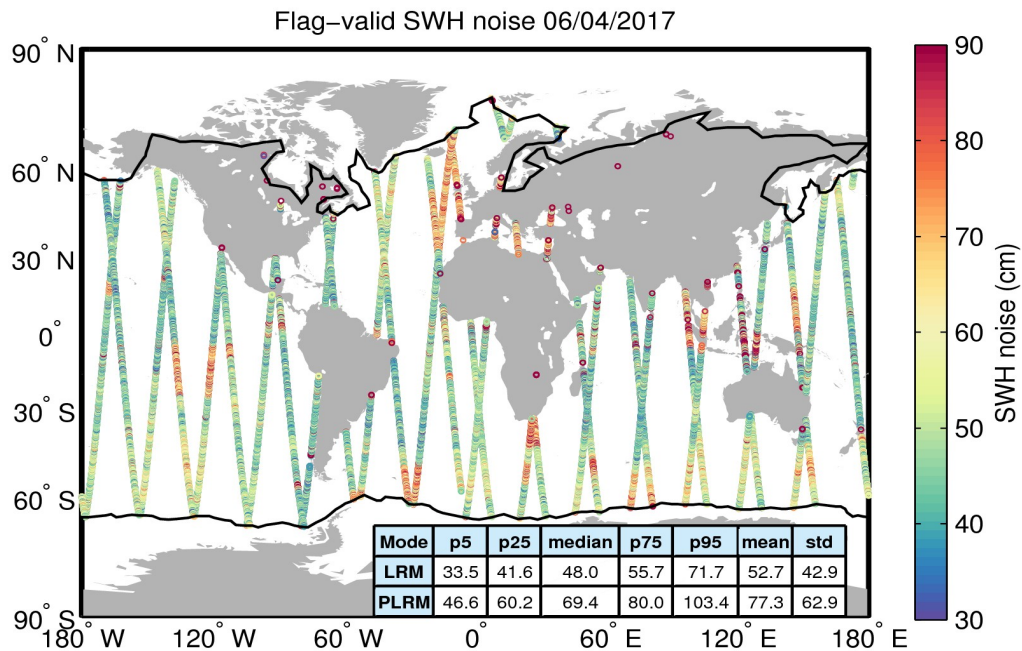 Flag−valid SWH noise 06/04/2017
90° N
60° N
30° N
0°
30° S
60° S
90° S
180° W
120° W
60° W
0°
60° E
120° E
180° E
90
80
70
60
50
40
30
SWH noise (cm)
Mode p5 p25 median p75 p95 mean std
LRM 33.5 41.6 48.0 55.7 71.7 52.7 42.9
PLRM 46.6 60.2 69.4 80.0 103.4 77.3 62.9